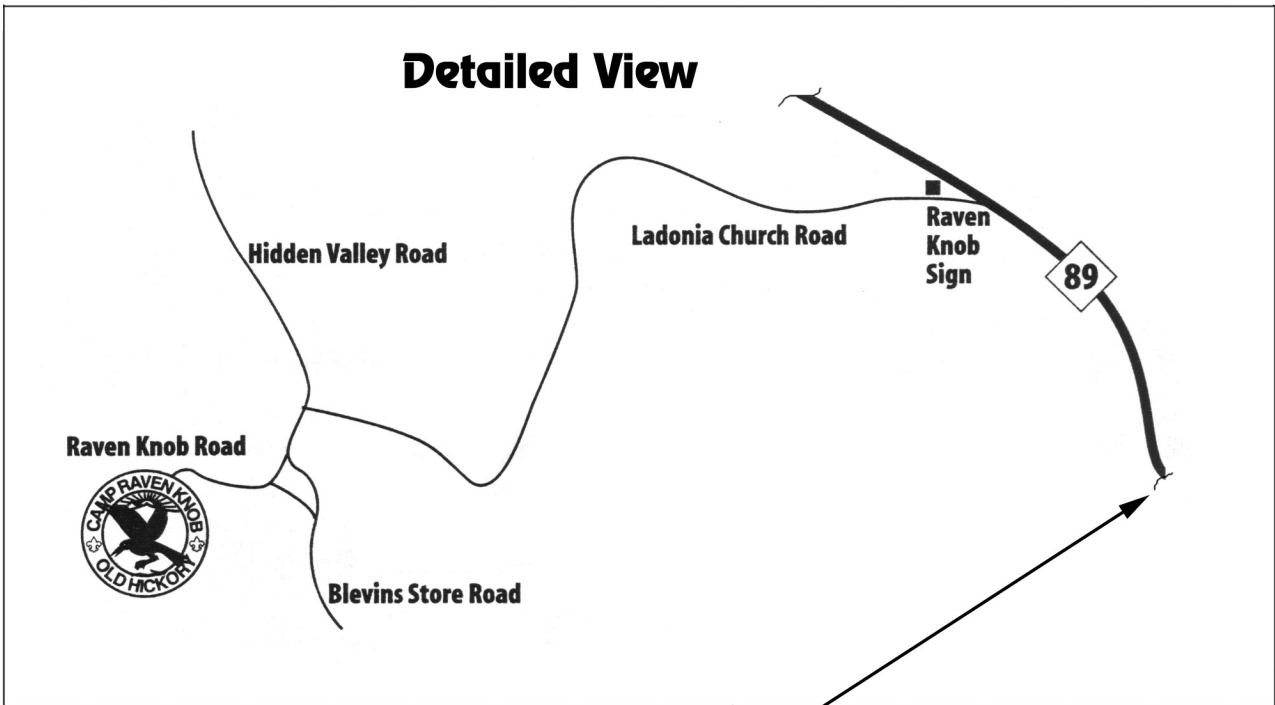 Detailed View
Hidden Valley Road
Ladonia Church Road
Raven
Knob
Sign
89
Raven Knob Road
CAMP RAVEN KNOB
OLD HICKORY
Blevins Store Road